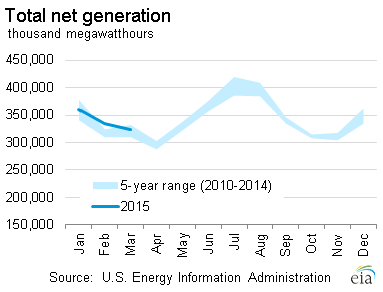 Total net generation
thousand megawatthours
450,000
400,000
350,000
300,000
250,000
200,000
150,000
5-year range (2010-2014)
2015
Jan
Feb
Mar
Apr
May
Jun
Jul
Aug
Sep
Oct
Nov
Dec
Source: U.S. Energy Information Administration
eia